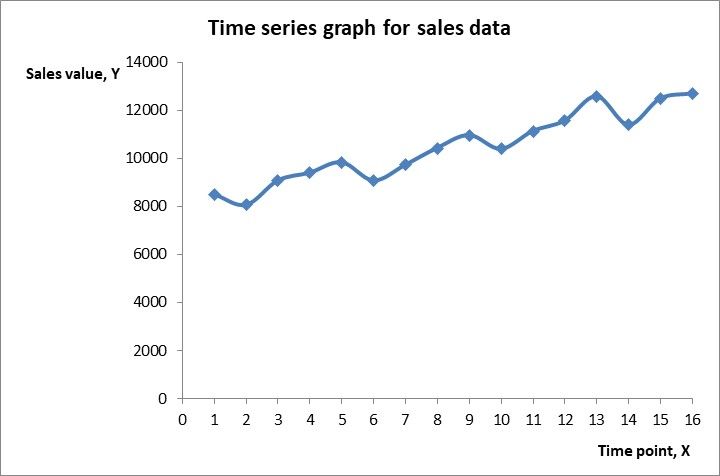 Time series graph for sales data
Sales value, Y
14000
12000
10000
8000
6000
4000
2000
0
0 1 2 3 4 5 6 7 8 9 10 11 12 13 14 15 16
Time point, X